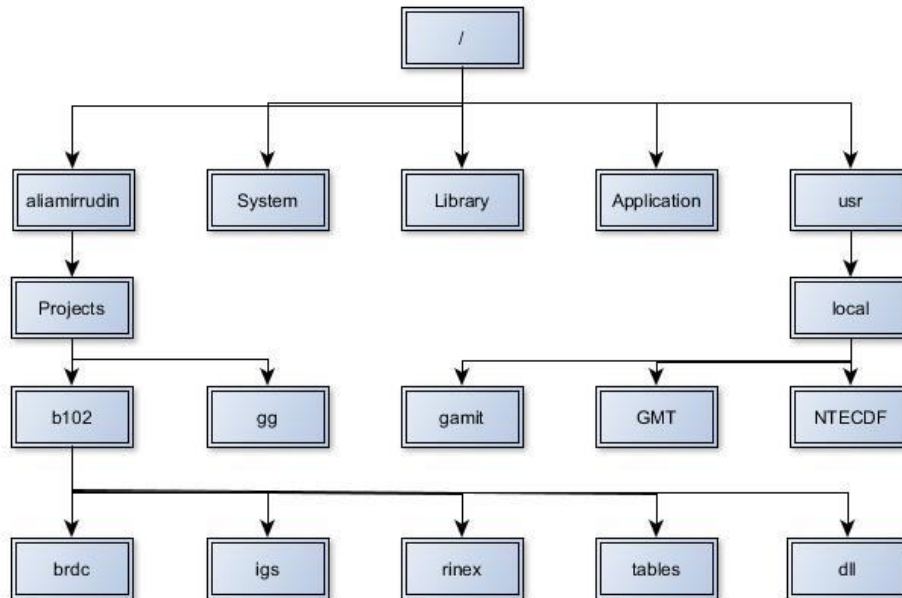 /
aliamirrudin
System
Library
Application
usr
Projects
local
b102
gg
gamit
GMT
NTECDF
brdc
igs
rinex
tables
dll